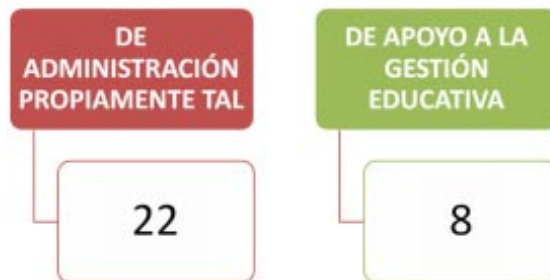 DE
ADMINISTRACIÓN
PROPIAMENTE TAL
22
DE APOYO A LA
GESTIÓN
EDUCATIVA
8